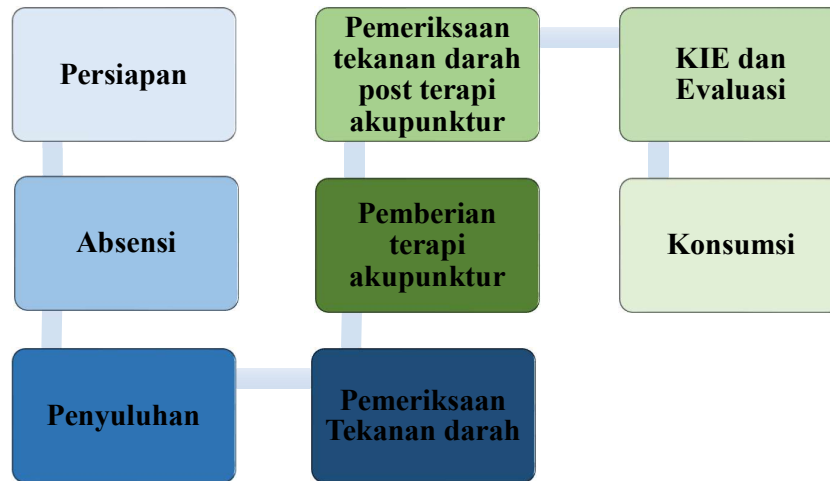 Persiapan
Absensi
Penyuluhan
Pemeriksaan
Tekanan darah
Pemberian
terapi
akupunktur
Pemeriksaan
tekanan darah
post terapi
akupunktur
KIE dan
Evaluasi
Konsumsi